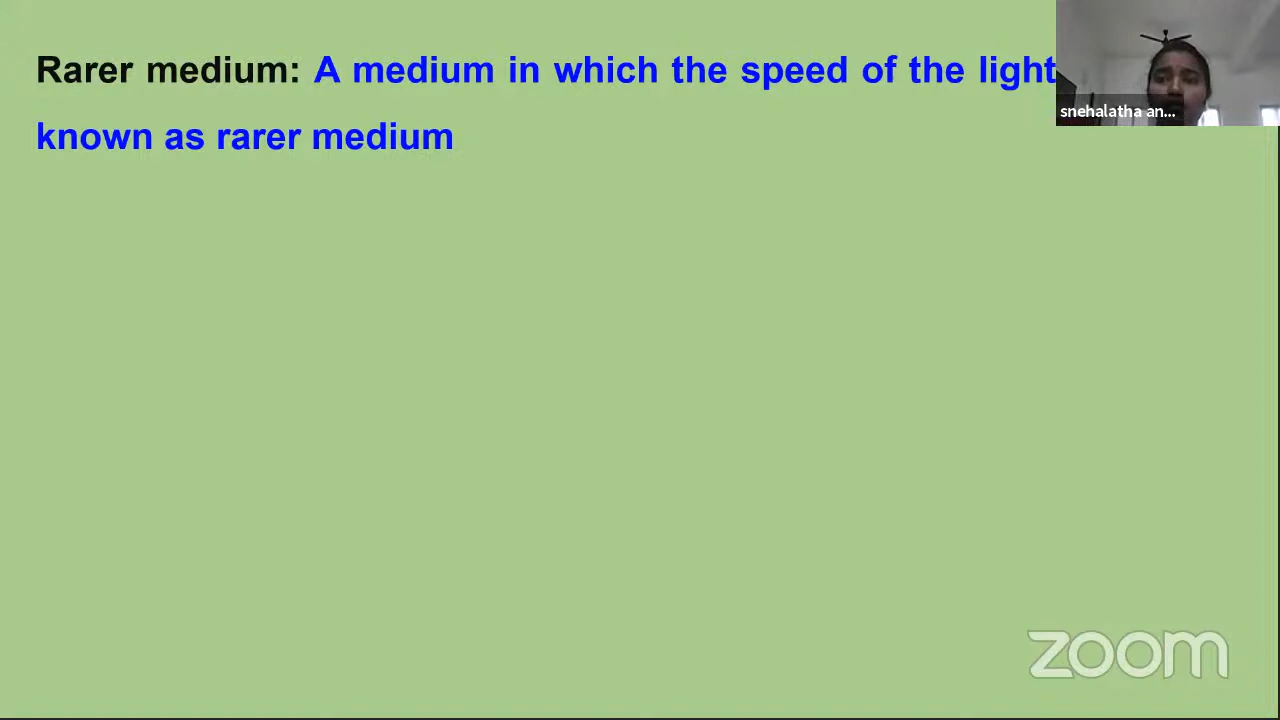 Rarer medium: A medium in which the speed of the light
known as rarer medium
snehalatha an...
zoom